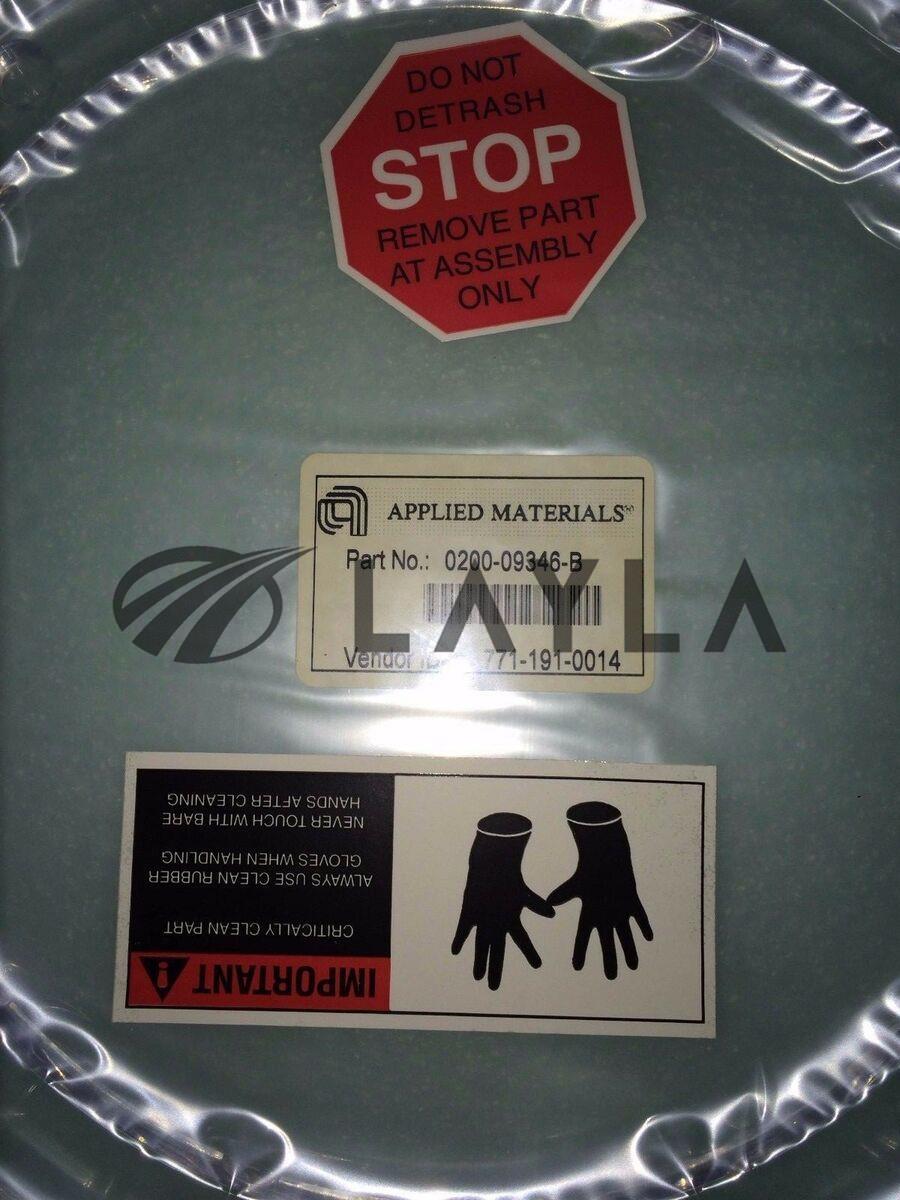 DO NOT
DETRASH
STOP
REMOVE PART
AT ASSEMBLY
ONLY
APPLIED MATERIALS
Part No.: 0200-09346-B
LAYLA
Vendor 771-191-0014
IMPORTANT
CRITICALLY CLEAN PART
ALWAYS USE CLEAN RUBBER
GLOVES WHEN HANDLING
NEVER TOUCH WITH BARE
HANDS AFTER CLEANING